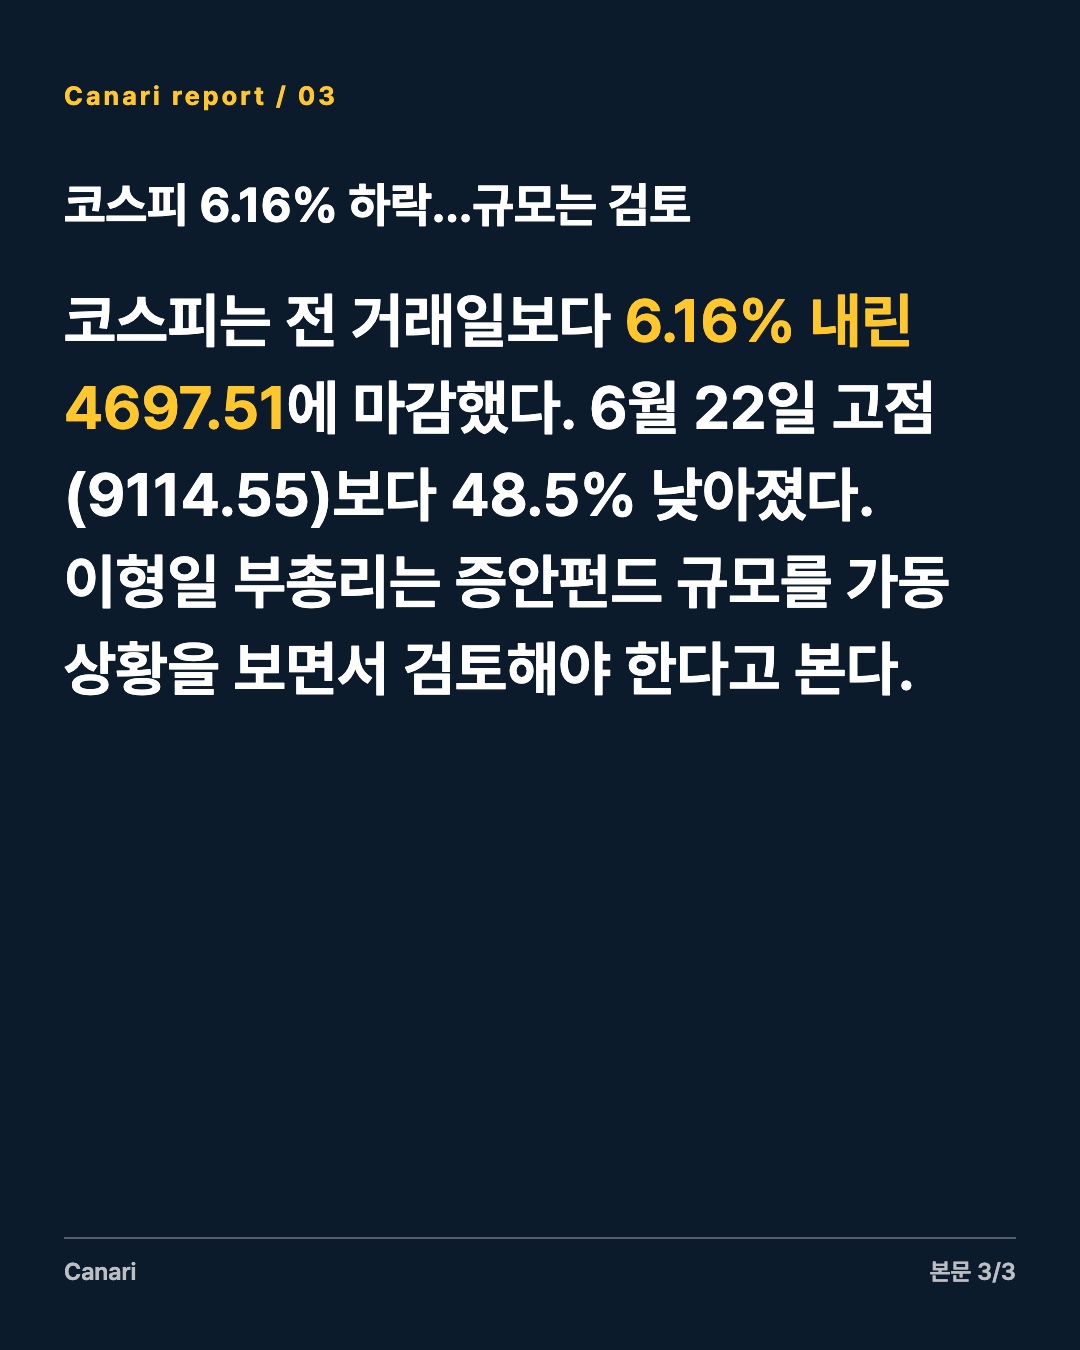 Canari report / 03
코스피 6.16% 하락...규모는 검토
코스피는 전 거래일보다 6.16% 내린
4697.51에 마감했다. 6월 22일 고점
(9114.55)보다 48.5% 낮아졌다.
이형일 부총리는 증안펀드 규모를 가동
상황을 보면서 검토해야 한다고 본다.
Canari
본문 3/3